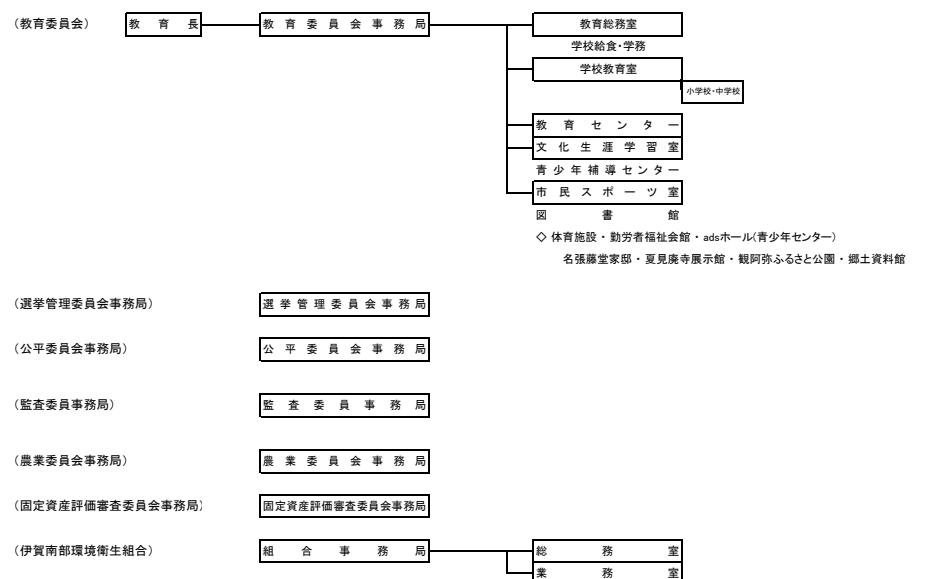 （教育委員会） 教育長 教育委員会事務局 教育総務室
学校給食・学務
学校教育室
小学校・中学校
教育センター
文化生涯学習室
青少年補導センター
市民スポーツ室
図書館
◇ 体育施設 ・ 勤労者福祉会館 ・ adsホール(青少年センター)
名張藤堂家邸 ・ 夏見廃寺展示館 ・ 観阿弥ふるさと公園 ・ 郷土資料館
（選挙管理委員会事務局） 選挙管理委員会事務局
（公平委員会事務局） 公平委員会事務局
（監査委員事務局） 監査委員事務局
（農業委員会事務局） 農業委員会事務局
（固定資産評価審査委員会事務局） 固定資産評価審査委員会事務局
（伊賀南部環境衛生組合） 組合事務局 総務室
業務室